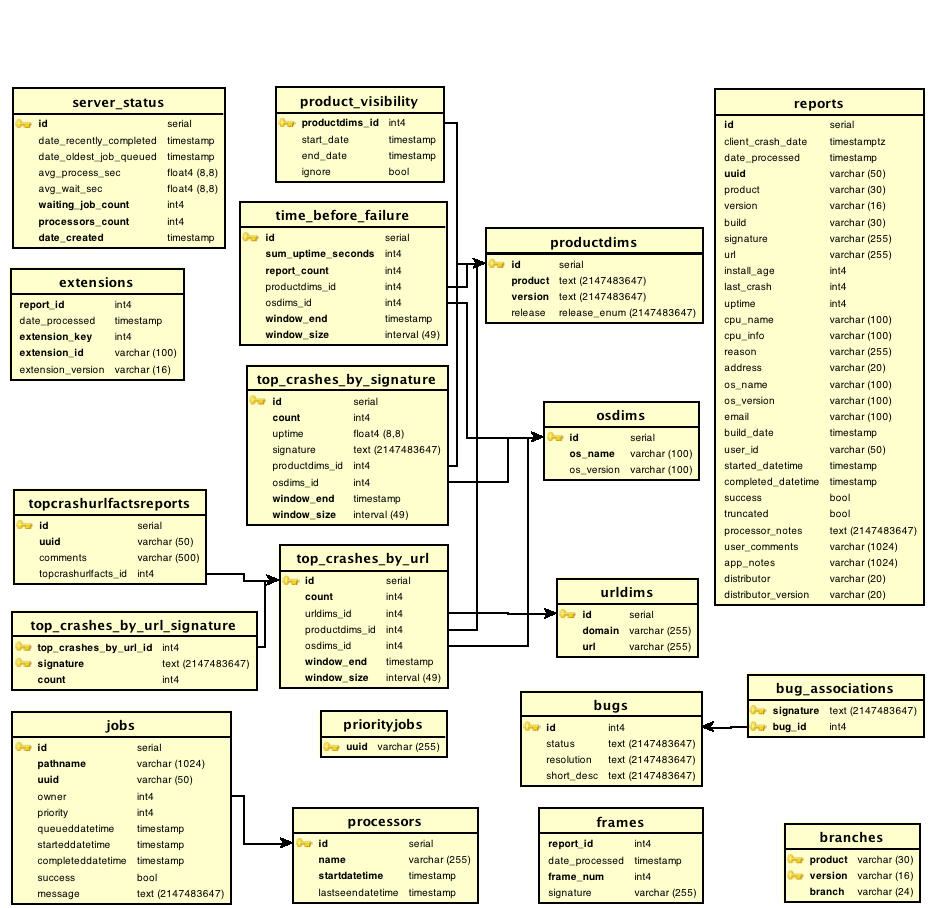 server_status
id serial
date_recently_completed timestamp
date_oldest_job_queued timestamp
avg_process_sec float4 (8,8)
avg_wait_sec float4 (8,8)
waiting_job_count int4
processors_count int4
date_created timestamp
product_visibility
productdims_id int4
start_date timestamp
end_date timestamp
ignore bool
reports
id serial
client_crash_date timestamptz
date_processed timestamp
uuid varchar (50)
product varchar (30)
version varchar (16)
build varchar (30)
signature varchar (255)
url varchar (255)
install_age int4
last_crash int4
uptime int4
cpu_name varchar (100)
cpu_info varchar (100)
reason varchar (255)
address varchar (20)
os_name varchar (100)
os_version varchar (100)
email varchar (100)
build_date timestamp
user_id varchar (50)
started_datetime timestamp
completed_datetime timestamp
success bool
truncated bool
processor_notes text (2147483647)
user_comments varchar (1024)
app_notes varchar (1024)
distributor varchar (20)
distributor_version varchar (20)
time_before_failure
id serial
sum_uptime_seconds int4
report_count int4
productdims_id int4
osdims_id int4
window_end timestamp
window_size interval (49)
productdims
id serial
product text (2147483647)
version text (2147483647)
release release_enum (2147483647)
extensions
report_id int4
date_processed timestamp
extension_key int4
extension_id varchar (100)
extension_version varchar (16)
top_crashes_by_signature
id serial
count int4
uptime float4 (8,8)
signature text (2147483647)
productdims_id int4
osdims_id int4
window_end timestamp
window_size interval (49)
osdims
id serial
os_name varchar (100)
os_version varchar (100)
topcrashurlfactsreports
id serial
uuid varchar (50)
comments varchar (500)
topcrashurlfacts_id int4
top_crashes_by_url
id serial
count int4
urldims_id int4
productdims_id int4
osdims_id int4
window_end timestamp
window_size interval (49)
urldims
id serial
domain varchar (255)
url varchar (255)
top_crashes_by_url_signature
top_crashes_by_url_id int4
signature text (2147483647)
count int4
bug_associations
signature text (2147483647)
bug_id int4
bugs
id int4
status text (2147483647)
resolution text (2147483647)
short_desc text (2147483647)
jobs
id serial
pathname varchar (1024)
uuid varchar (50)
owner int4
priority int4
queueddatetime timestamp
starteddatetime timestamp
completeddatetime timestamp
success bool
message text (2147483647)
priorityjobs
uuid varchar (255)
processors
id serial
name varchar (255)
startdatetime timestamp
lastseendatetime timestamp
frames
report_id int4
date_processed timestamp
frame_num int4
signature varchar (255)
branches
product varchar (30)
version varchar (16)
branch varchar (24)